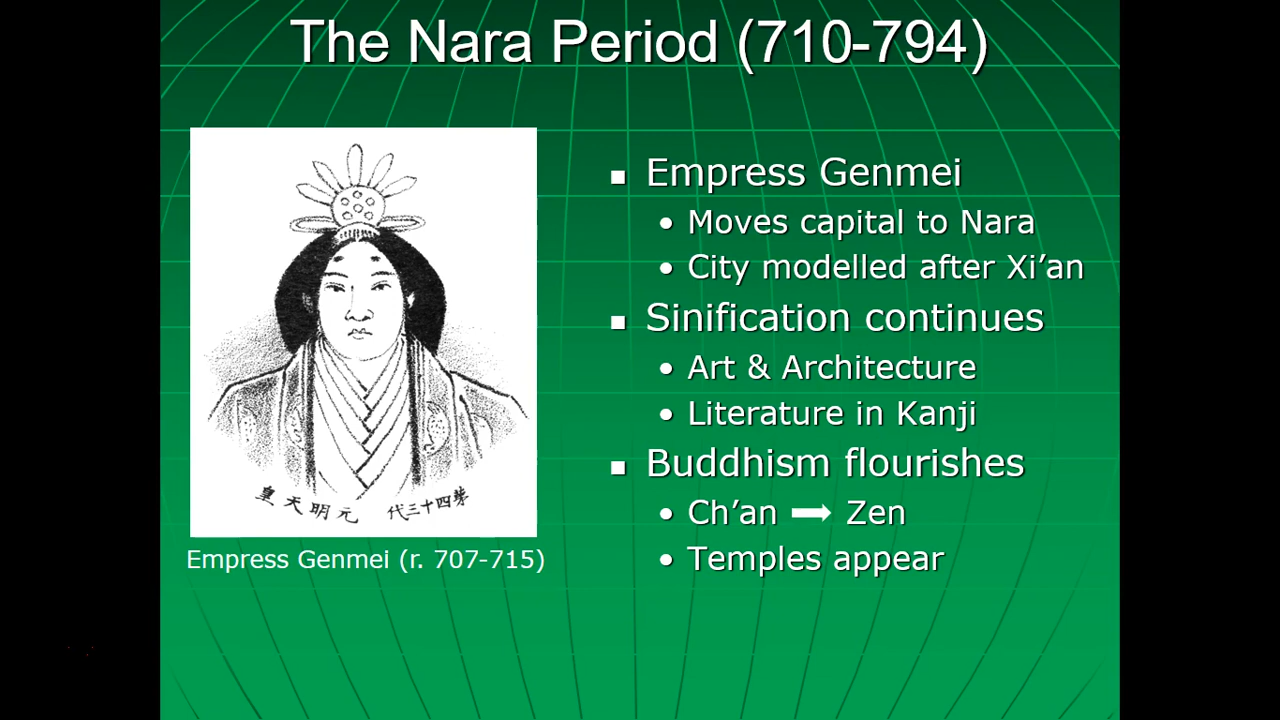 The Nara Period (710-794)
皇天明元 代三十四第
Empress Genmei (r. 707-715)
■ Empress Genmei
• Moves capital to Nara
• City modelled after Xi’an
■ Sinification continues
• Art & Architecture
• Literature in Kanji
■ Buddhism flourishes
• Ch’an ➡ Zen
• Temples appear